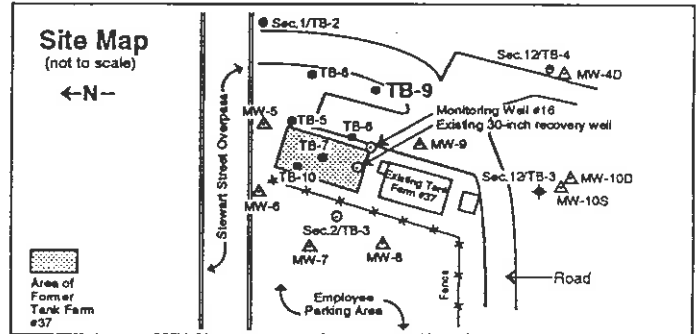 Site Map
(not to scale)
←N–
Sec.1/TB-2
TB-8
TB-9
Sec.12/TB-4
MW-4D
Monitoring Well #16
Existing 30-inch recovery well
MW-5
TB-5
TB-6
MW-9
TB-7
TB-10
Existing Tank
Farm #37
Sec.12/TB-3
MW-10D
MW-10S
MW-6
Sec.2/TB-3
MW-7
MW-8
Stewart Street Overpass
Fence
Road
Employee
Parking Area
Area of
Former
Tank Farm
#37